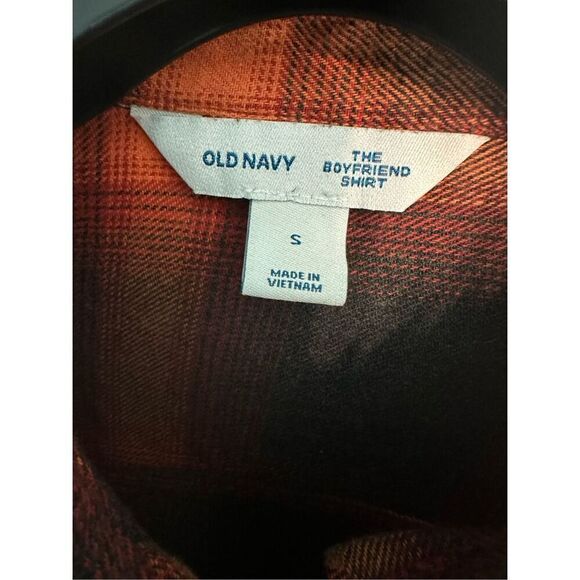 OLD NAVY
THE
BOYFRIEND
SHIRT
S
MADE IN
VIETNAM